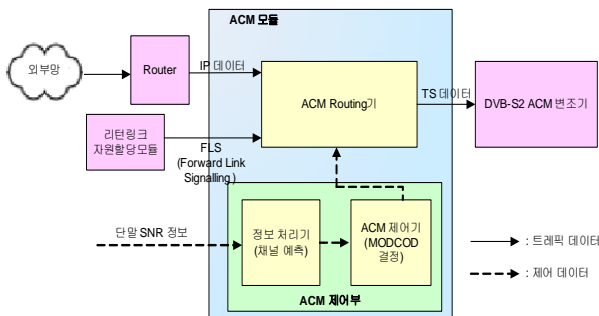 ACM 모듈
외부망
Router
IP 데이터
ACM Routing기
TS 데이터
DVB-S2 ACM 변조기
리턴링크
자원할당모듈
FLS
(Forward Link
Signalling)
단말 SNR 정보
정보 처리기
(채널 예측)
ACM 제어기
(MODCOD
결정)
ACM 제어부
: 트래픽 데이터
: 제어 데이터